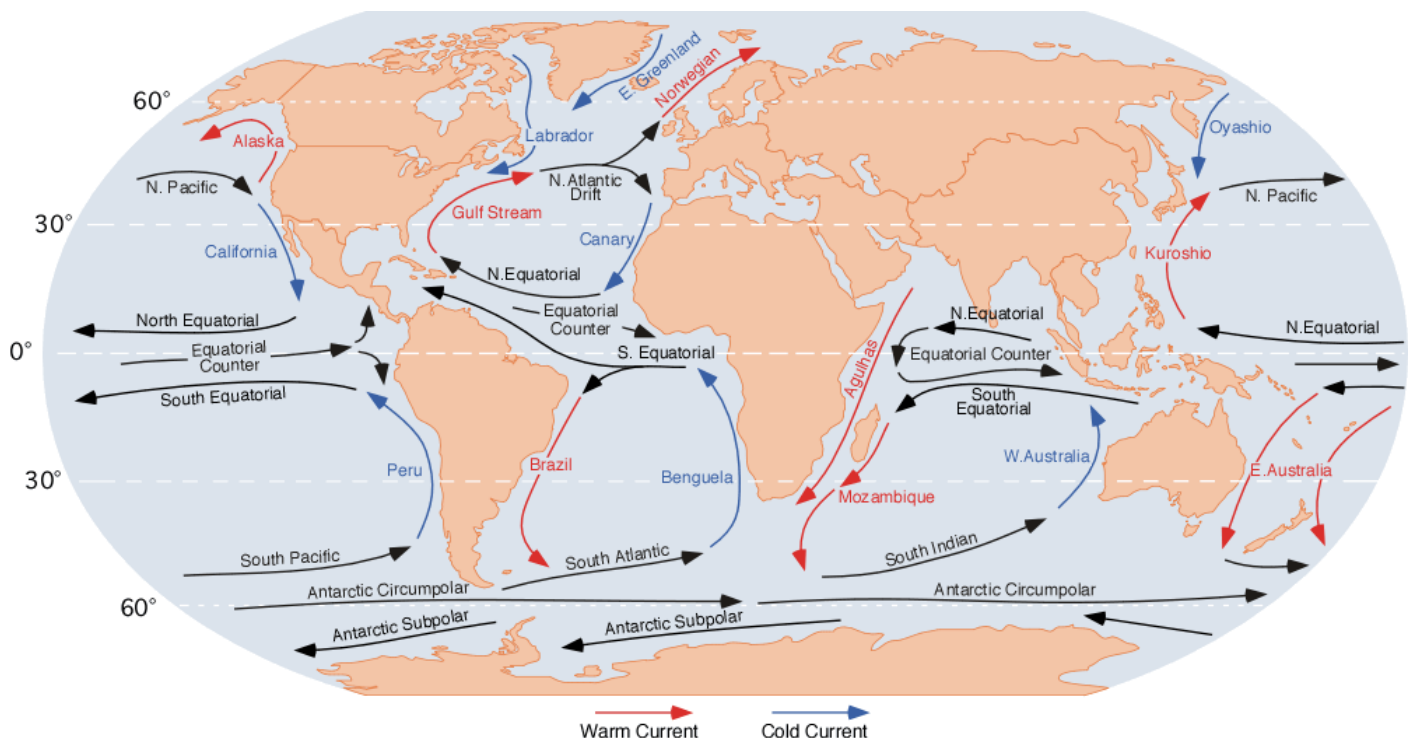 E. Greenland
Norwegian
60°
Labrador
Oyashio
Alaska
N. Pacific
N.Atlantic
Drift
N. Pacific
Gulf Stream
30°
California
Canary
Kuroshio
N.Equatorial
North Equatorial
Equatorial
Counter
N.Equatorial
N.Equatorial
0°
Equatorial
Counter
S. Equatorial
Equatorial Counter
Agulhas
South Equatorial
South
Equatorial
Peru
Brazil
Benguela
W.Australia
E.Australia
30°
Mozambique
South Pacific
South Atlantic
South Indian
Antarctic Circumpolar
Antarctic Circumpolar
60°
Antarctic Subpolar
Antarctic Subpolar
Warm Current
Cold Current